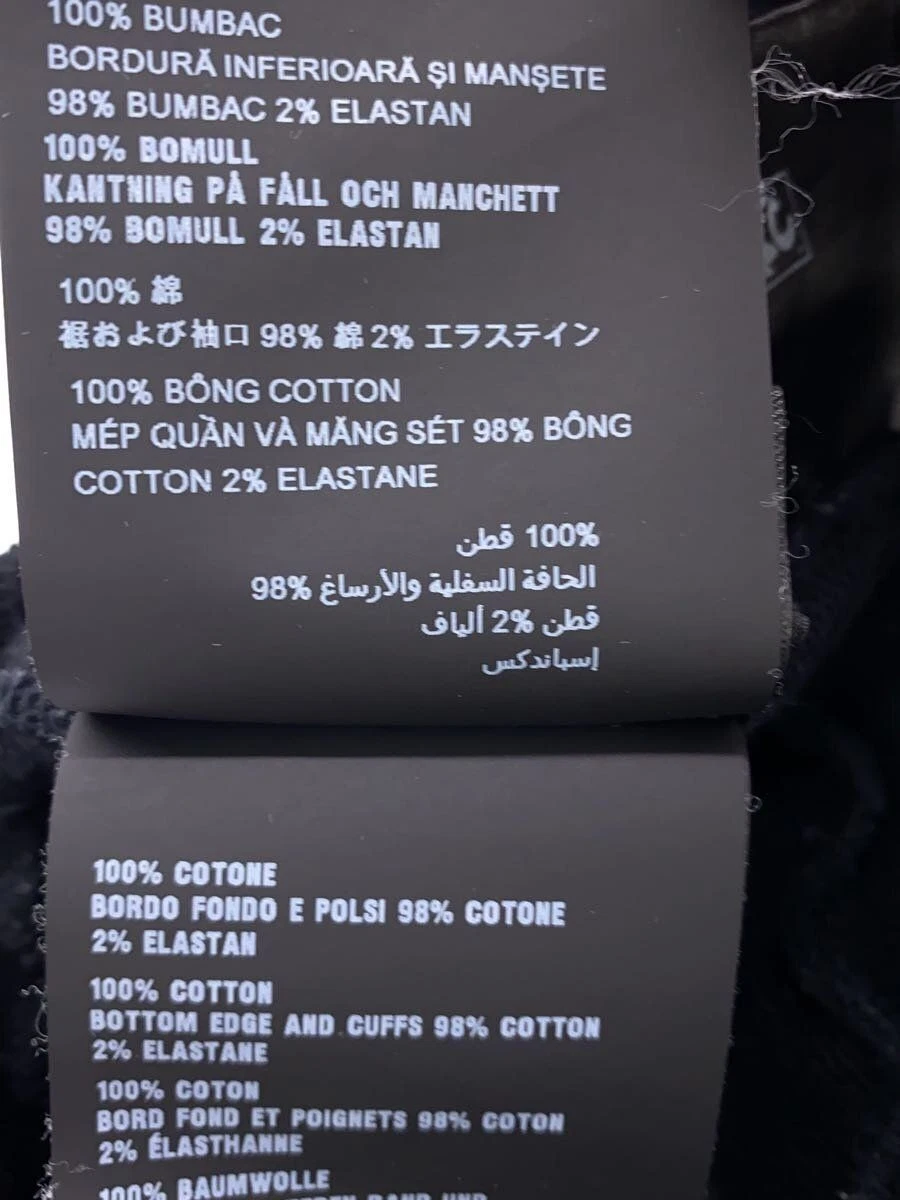 100% BUMBAC
BORDURĂ INFERIOARĂ ȘI MANȘETE
98% BUMBAC 2% ELASTAN
100% BOMULL
KANTNING PÅ FÅLL OCH MANCHETT
98% BOMULL 2% ELASTAN
100% 綿
裾および袖口 98% 綿 2% エラステイン
100% BÔNG COTTON
MÉP QUẦN VÀ MĂNG SÉT 98% BÔNG
COTTON 2% ELASTANE
100% قطن
الحافة السفلية والأرساغ 98%
قطن 2% ألياف
إسباندكس
100% COTONE
BORDO FONDO E POLSI 98% COTONE
2% ELASTAN
100% COTTON
BOTTOM EDGE AND CUFFS 98% COTTON
2% ELASTANE
100% COTON
BORD FOND ET POIGNETS 98% COTON
2% ÉLASTHANNE
100% BAUMWOLLE